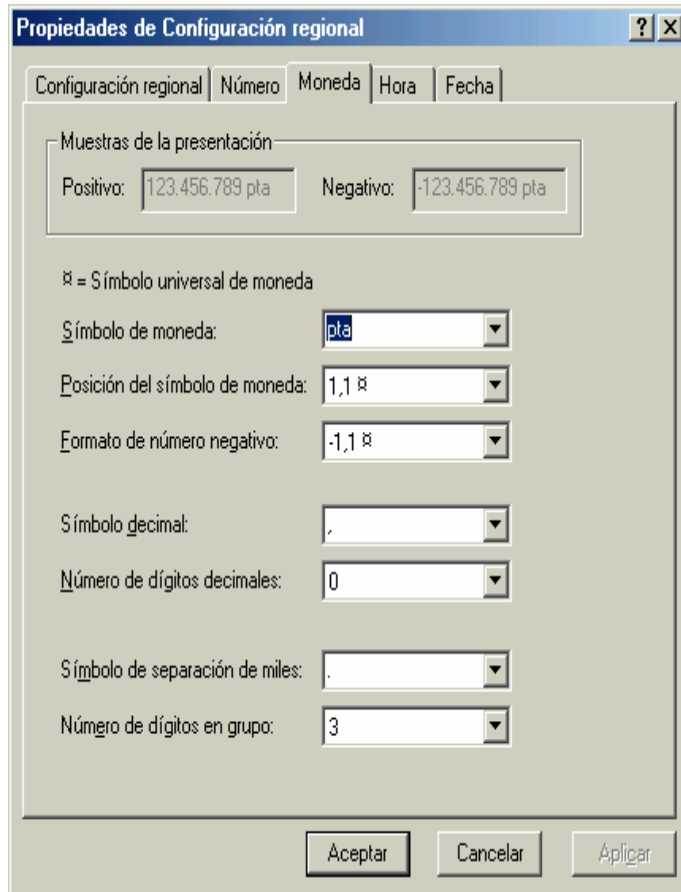 Propiedades de Configuración regional
Configuración regional Número Moneda Hora Fecha
Muestras de la presentación
Positivo: 123.456.789 pta Negativo: -123.456.789 pta
¤ = Símbolo universal de moneda
Símbolo de moneda: pta
Posición del símbolo de moneda: 1,1 ¤
Formato de número negativo: -1,1 ¤
Símbolo decimal: ,
Número de dígitos decimales: 0
Símbolo de separación de miles: .
Número de dígitos en grupo: 3
Aceptar Cancelar Aplicar